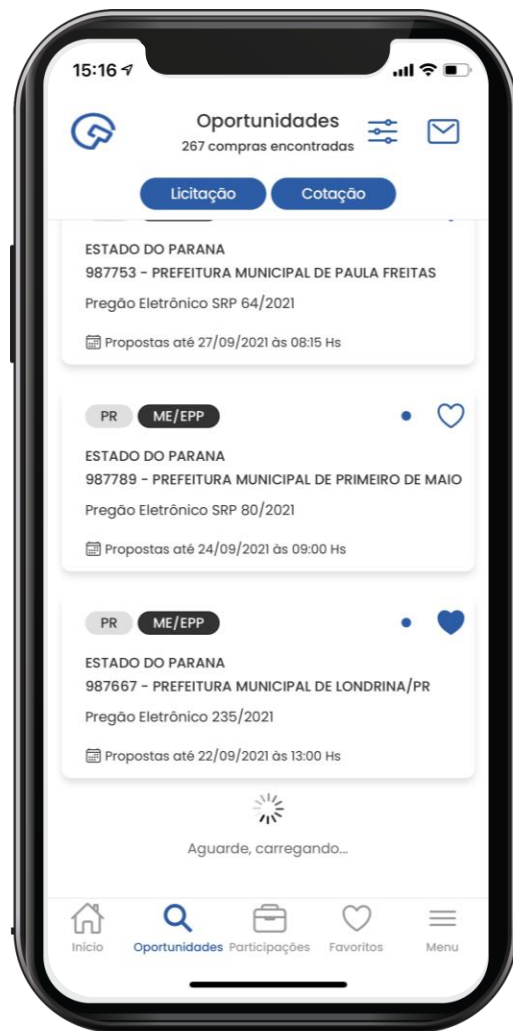 15:16
Oportunidades
267 compras encontradas
Licitação
Cotação
ESTADO DO PARANA
987753 - PREFEITURA MUNICIPAL DE PAULA FREITAS
Pregão Eletrônico SRP 64/2021
Propostas até 27/09/2021 às 08:15 Hs
PR ME/EPP
ESTADO DO PARANA
987789 - PREFEITURA MUNICIPAL DE PRIMEIRO DE MAIO
Pregão Eletrônico SRP 80/2021
Propostas até 24/09/2021 às 09:00 Hs
PR ME/EPP
ESTADO DO PARANA
987667 - PREFEITURA MUNICIPAL DE LONDRINA/PR
Pregão Eletrônico 235/2021
Propostas até 22/09/2021 às 13:00 Hs
Aguarde, carregando...
Início Oportunidades Participações Favoritos Menu